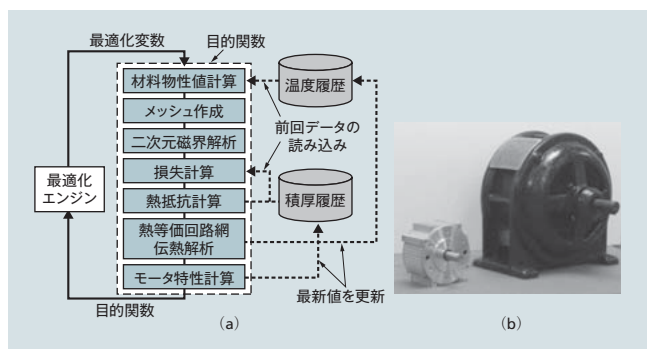 最適化変数
目的関数
材料物性値計算
メッシュ作成
二次元磁界解析
損失計算
熱抵抗計算
熱等価回路網
伝熱解析
モータ特性計算
最適化
エンジン
温度履歴
前回データの
読み込み
積厚履歴
最新値を更新
目的関数
(a)
(b)